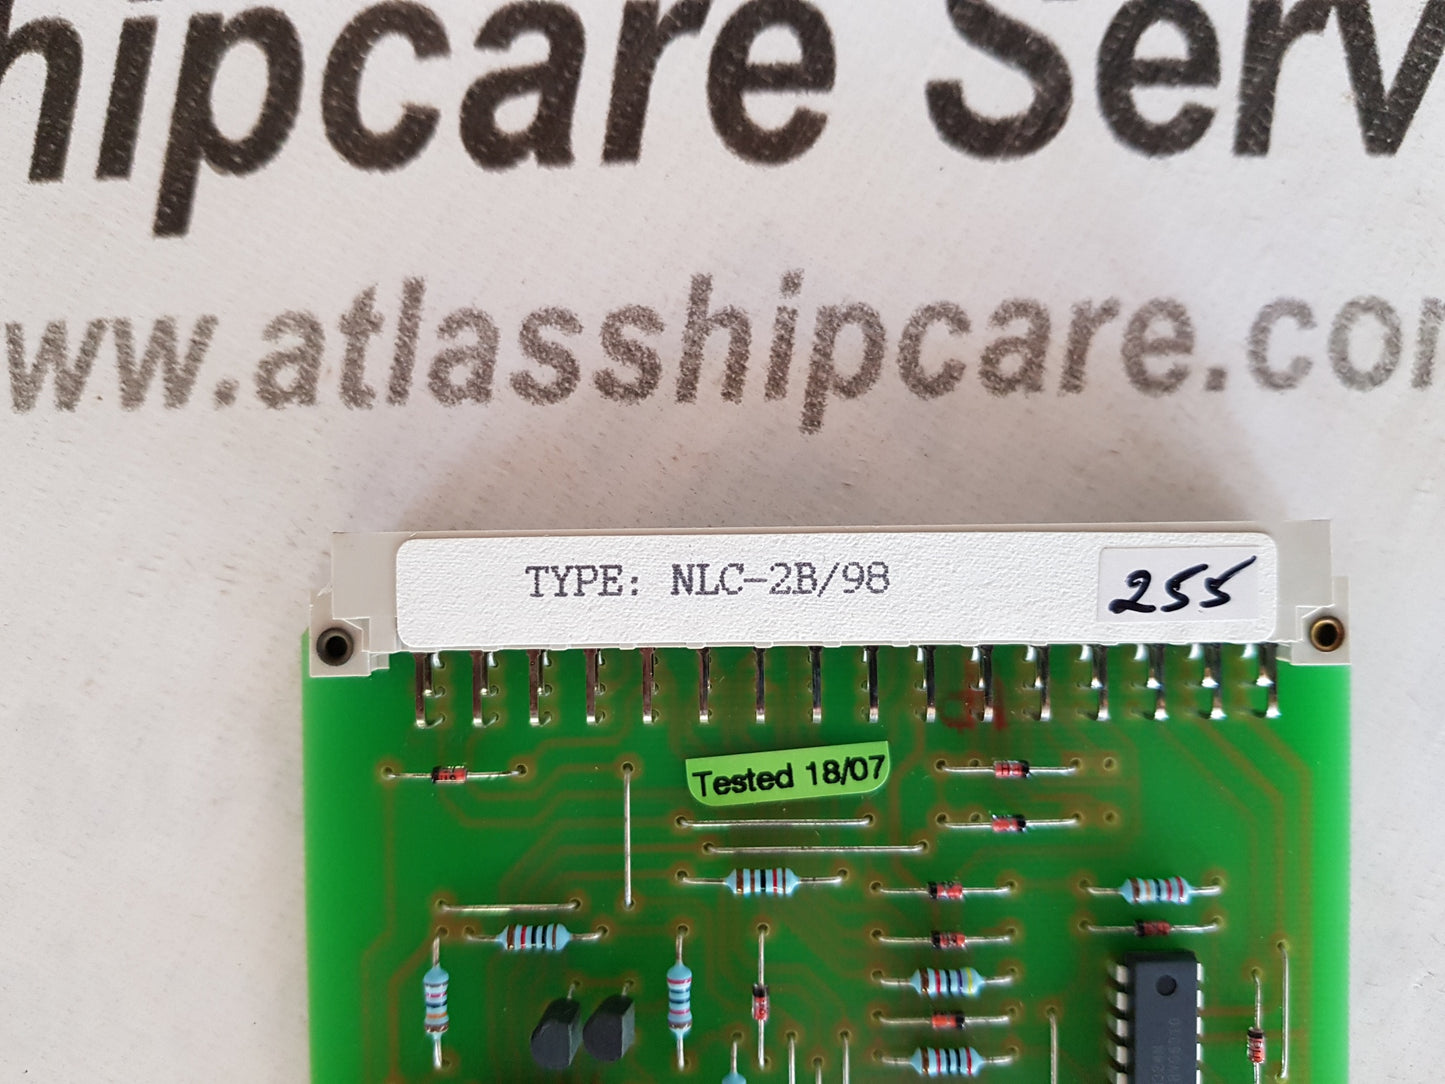 hipcare Serv
www.atlasshipcare.co
TYPE: NLC-2B/98
255
Tested 18/07